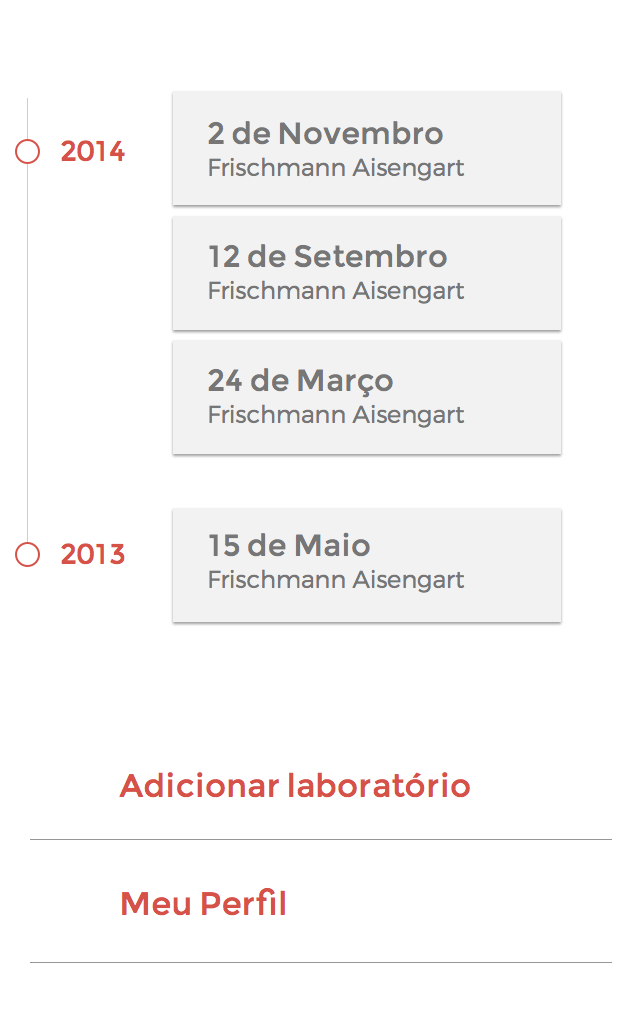 2014
2 de Novembro
Frischmann Aisengart
12 de Setembro
Frischmann Aisengart
24 de Março
Frischmann Aisengart
2013
15 de Maio
Frischmann Aisengart
Adicionar laboratório
Meu Perfil